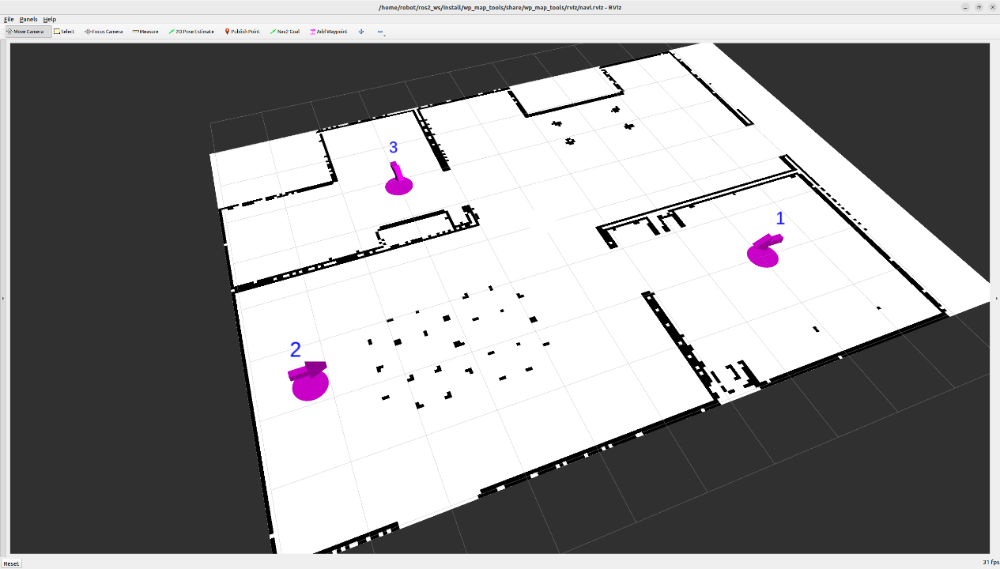 /home/robot/ros2_ws/install/wp_map_tools/share/wp_map_tools/rviz/navi.rviz - RViz
File Panels Help
Move Camera Select Focus Camera Measure 2D Pose Estimate Publish Point Nav2 Goal Add Waypoint
3
1
2
Reset
31 fps